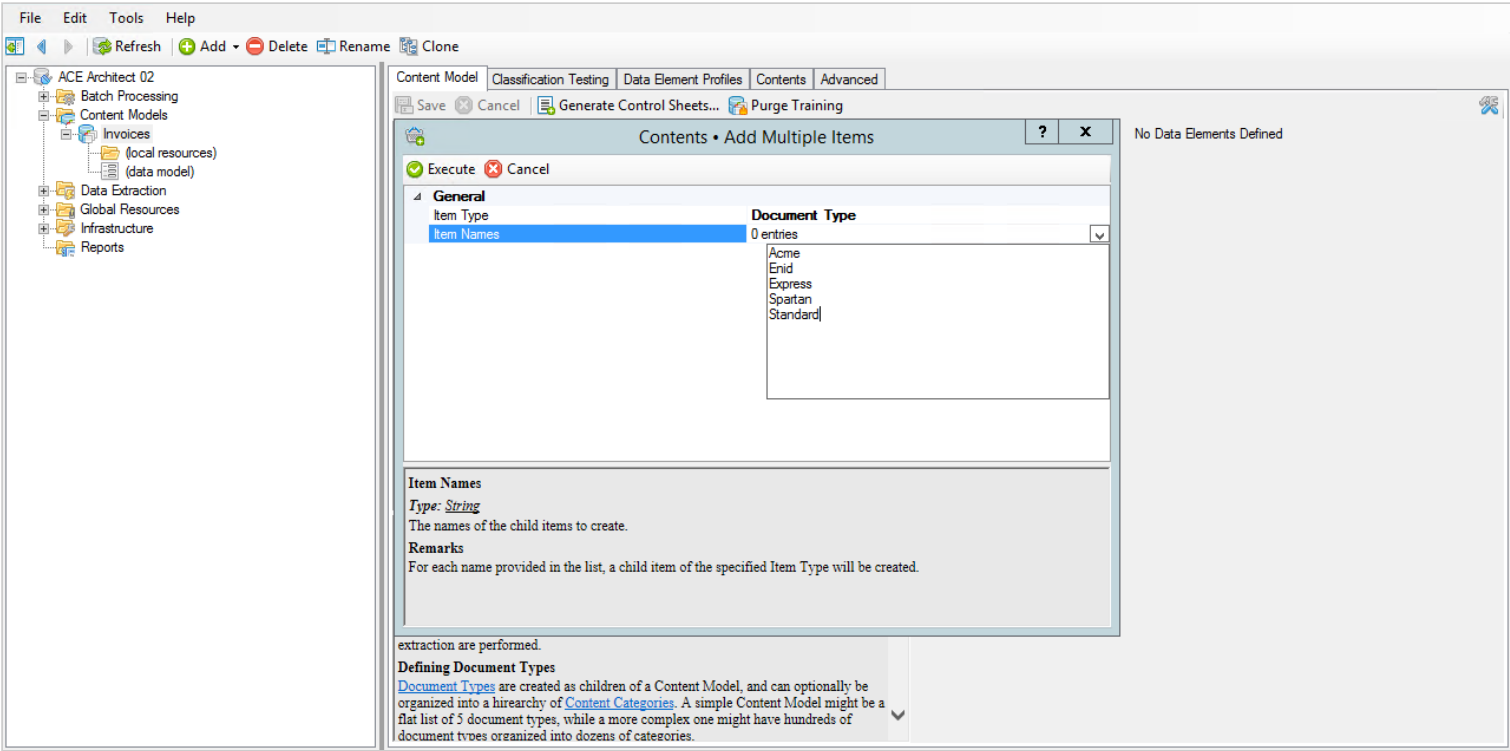 File Edit Tools Help
Refresh Add Delete Rename Clone
ACE Architect 02
Batch Processing
Content Models
Invoices
(local resources)
(data model)
Data Extraction
Global Resources
Infrastructure
Reports
Content Model Classification Testing Data Element Profiles Contents Advanced
Save Cancel Generate Control Sheets... Purge Training
Contents • Add Multiple Items ? X
No Data Elements Defined
Execute Cancel
General
Item Type Document Type
Item Names 0 entries
Acme
Enid
Express
Spartan
Standard
Item Names
Type: String
The names of the child items to create.
Remarks
For each name provided in the list, a child item of the specified Item Type will be created.
extraction are performed.
Defining Document Types
Document Types are created as children of a Content Model, and can optionally be
organized into a hirearchy of Content Categories. A simple Content Model might be a
flat list of 5 document types, while a more complex one might have hundreds of
document types organized into dozens of categories.